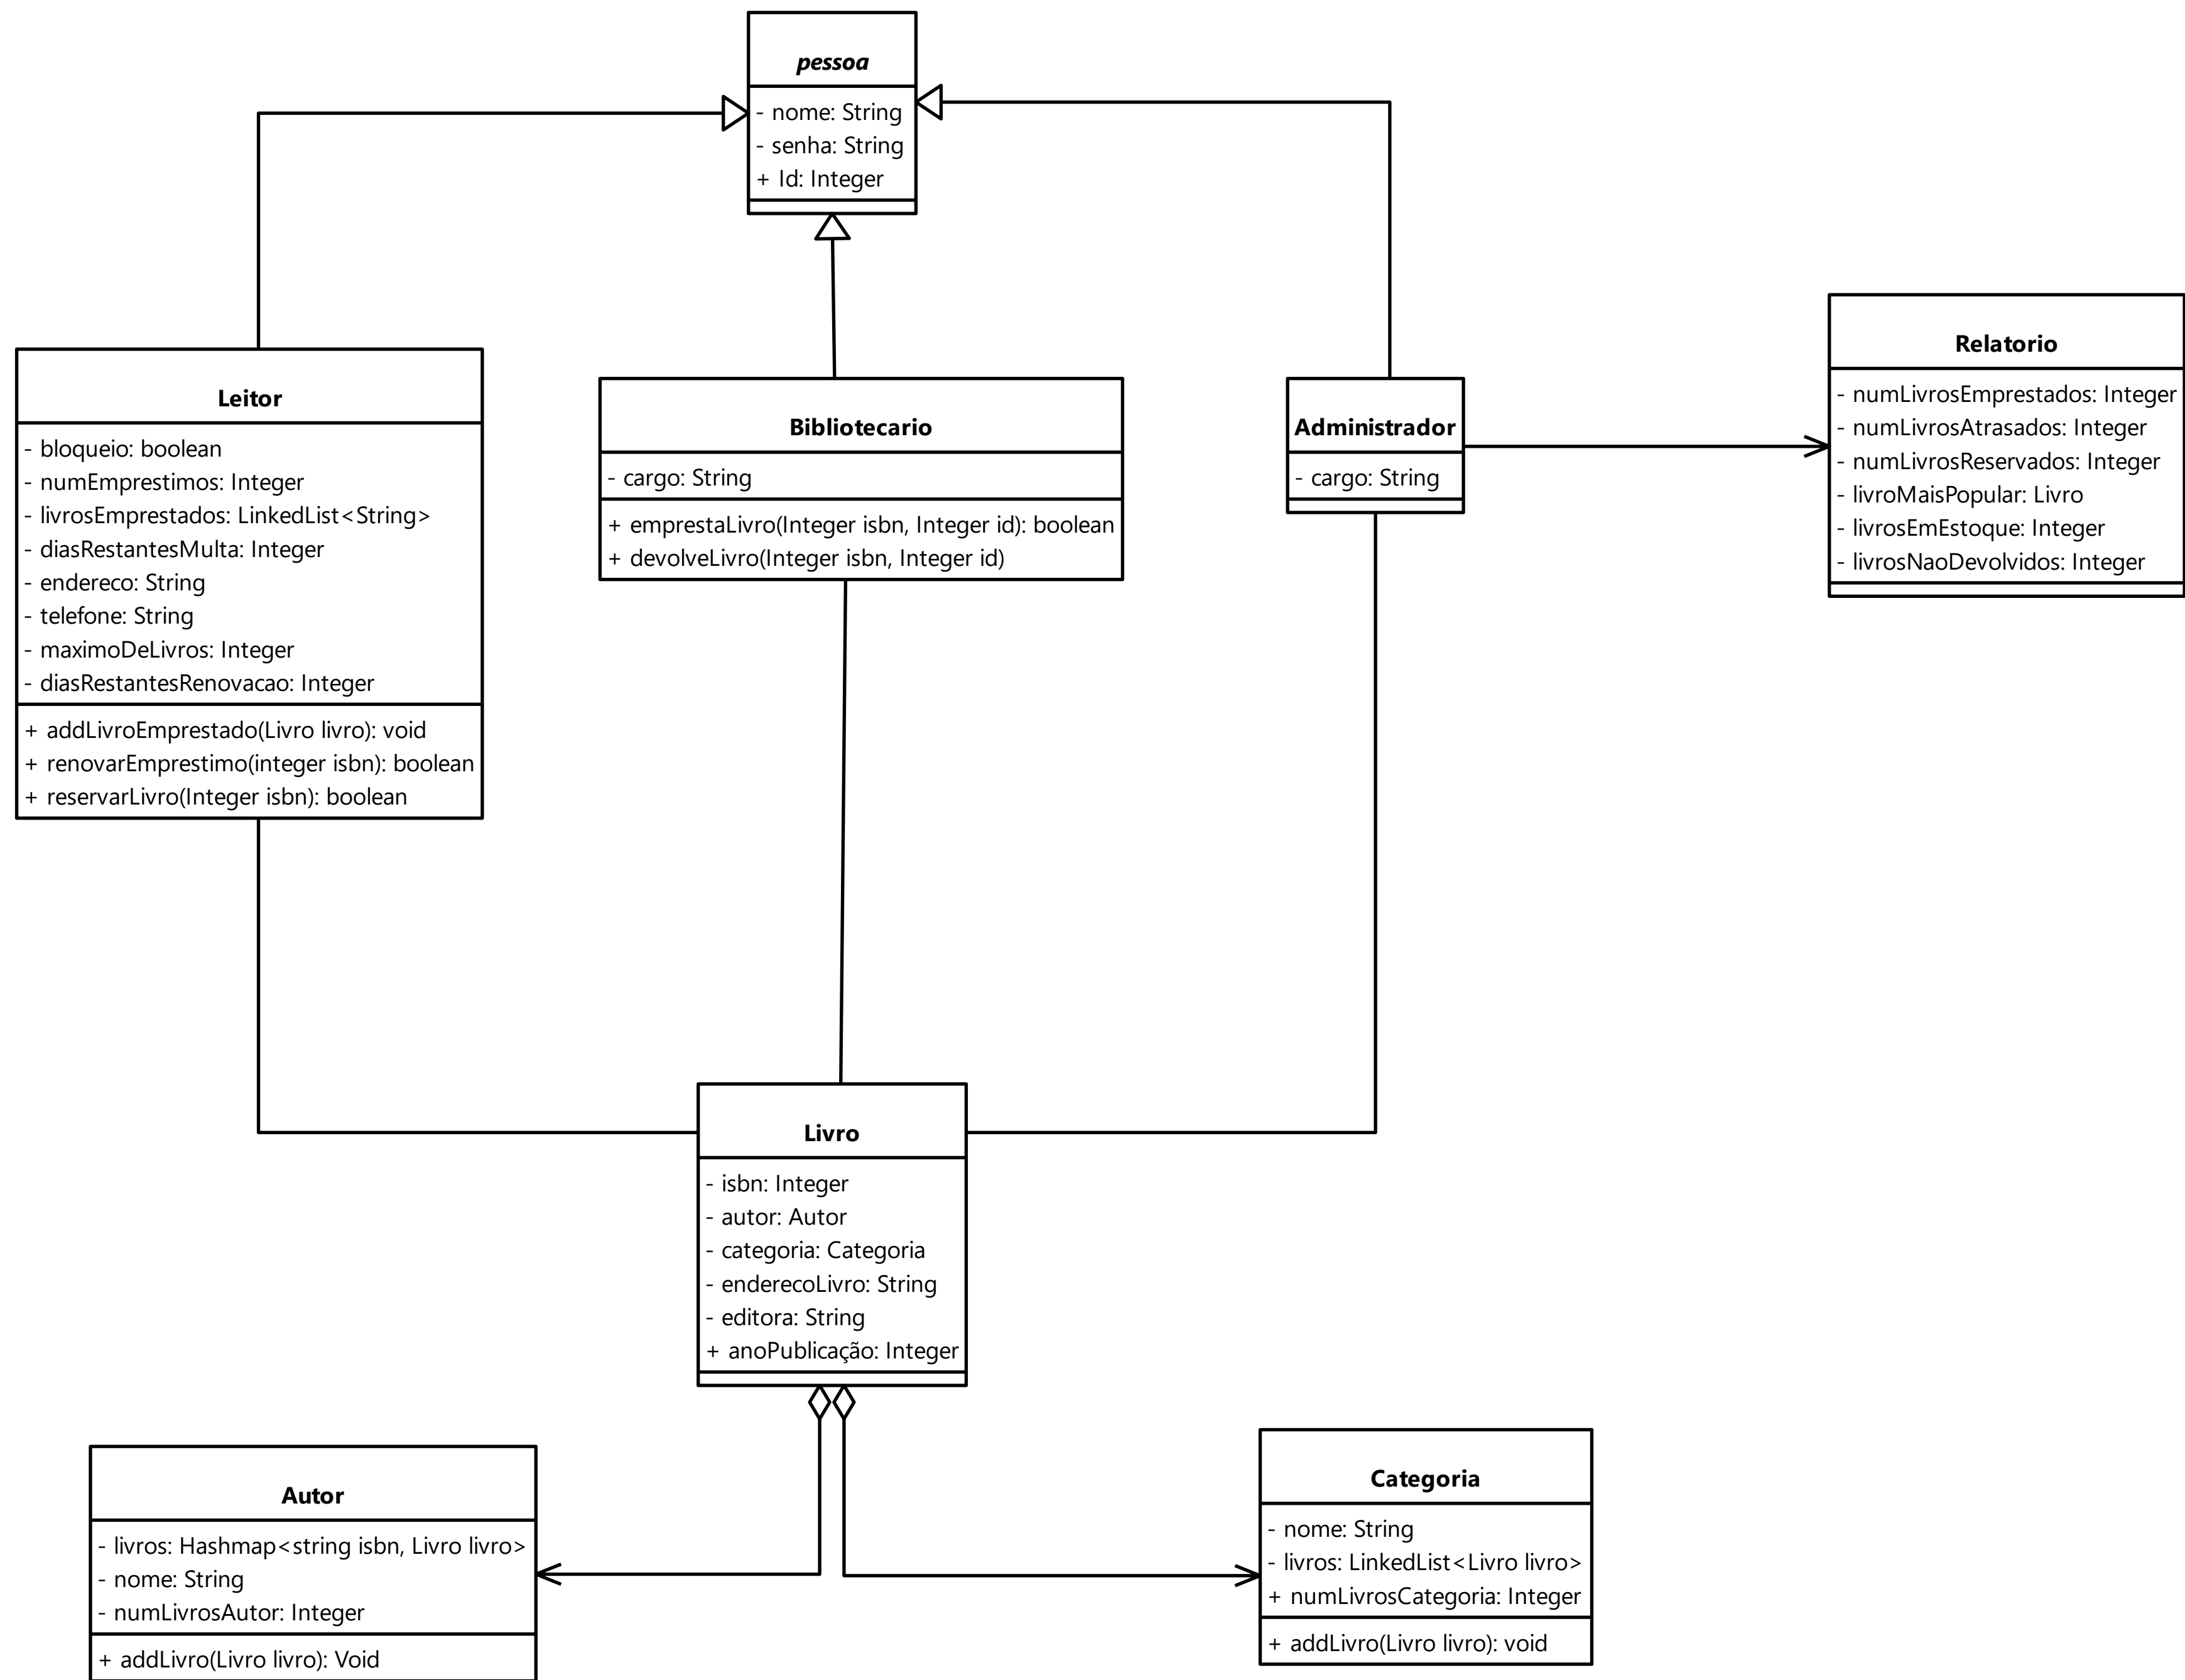 pessoa
- nome: String
- senha: String
+ Id: Integer
Leitor
- bloqueio: boolean
- numEmprestimos: Integer
- livrosEmprestados: LinkedList<String>
- diasRestantesMulta: Integer
- endereco: String
- telefone: String
- maximoDeLivros: Integer
- diasRestantesRenovacao: Integer
+ addLivroEmprestado(Livro livro): void
+ renovarEmprestimo(integer isbn): boolean
+ reservarLivro(Integer isbn): boolean
Bibliotecario
- cargo: String
+ emprestaLivro(Integer isbn, Integer id): boolean
+ devolveLivro(Integer isbn, Integer id)
Administrador
- cargo: String
Relatorio
- numLivrosEmprestados: Integer
- numLivrosAtrasados: Integer
- numLivrosReservados: Integer
- livroMaisPopular: Livro
- livrosEmEstoque: Integer
- livrosNaoDevolvidos: Integer
Livro
- isbn: Integer
- autor: Autor
- categoria: Categoria
- enderecoLivro: String
- editora: String
+ anoPublicação: Integer
Autor
- livros: Hashmap<string isbn, Livro livro>
- nome: String
- numLivrosAutor: Integer
+ addLivro(Livro livro): Void
Categoria
- nome: String
- livros: LinkedList<Livro livro>
+ numLivrosCategoria: Integer
+ addLivro(Livro livro): void